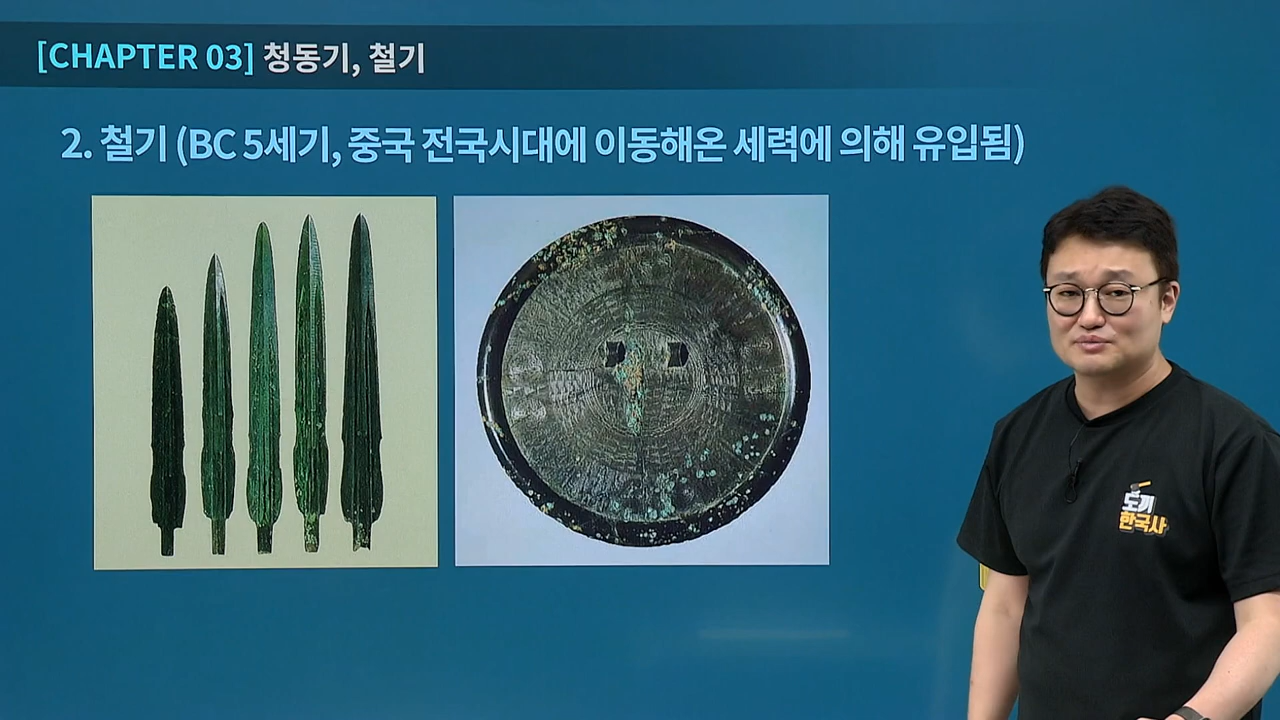 [CHAPTER 03] 청동기, 철기
2. 철기 (BC 5세기, 중국 전국시대에 이동해온 세력에 의해 유입됨)
도끼
한국사